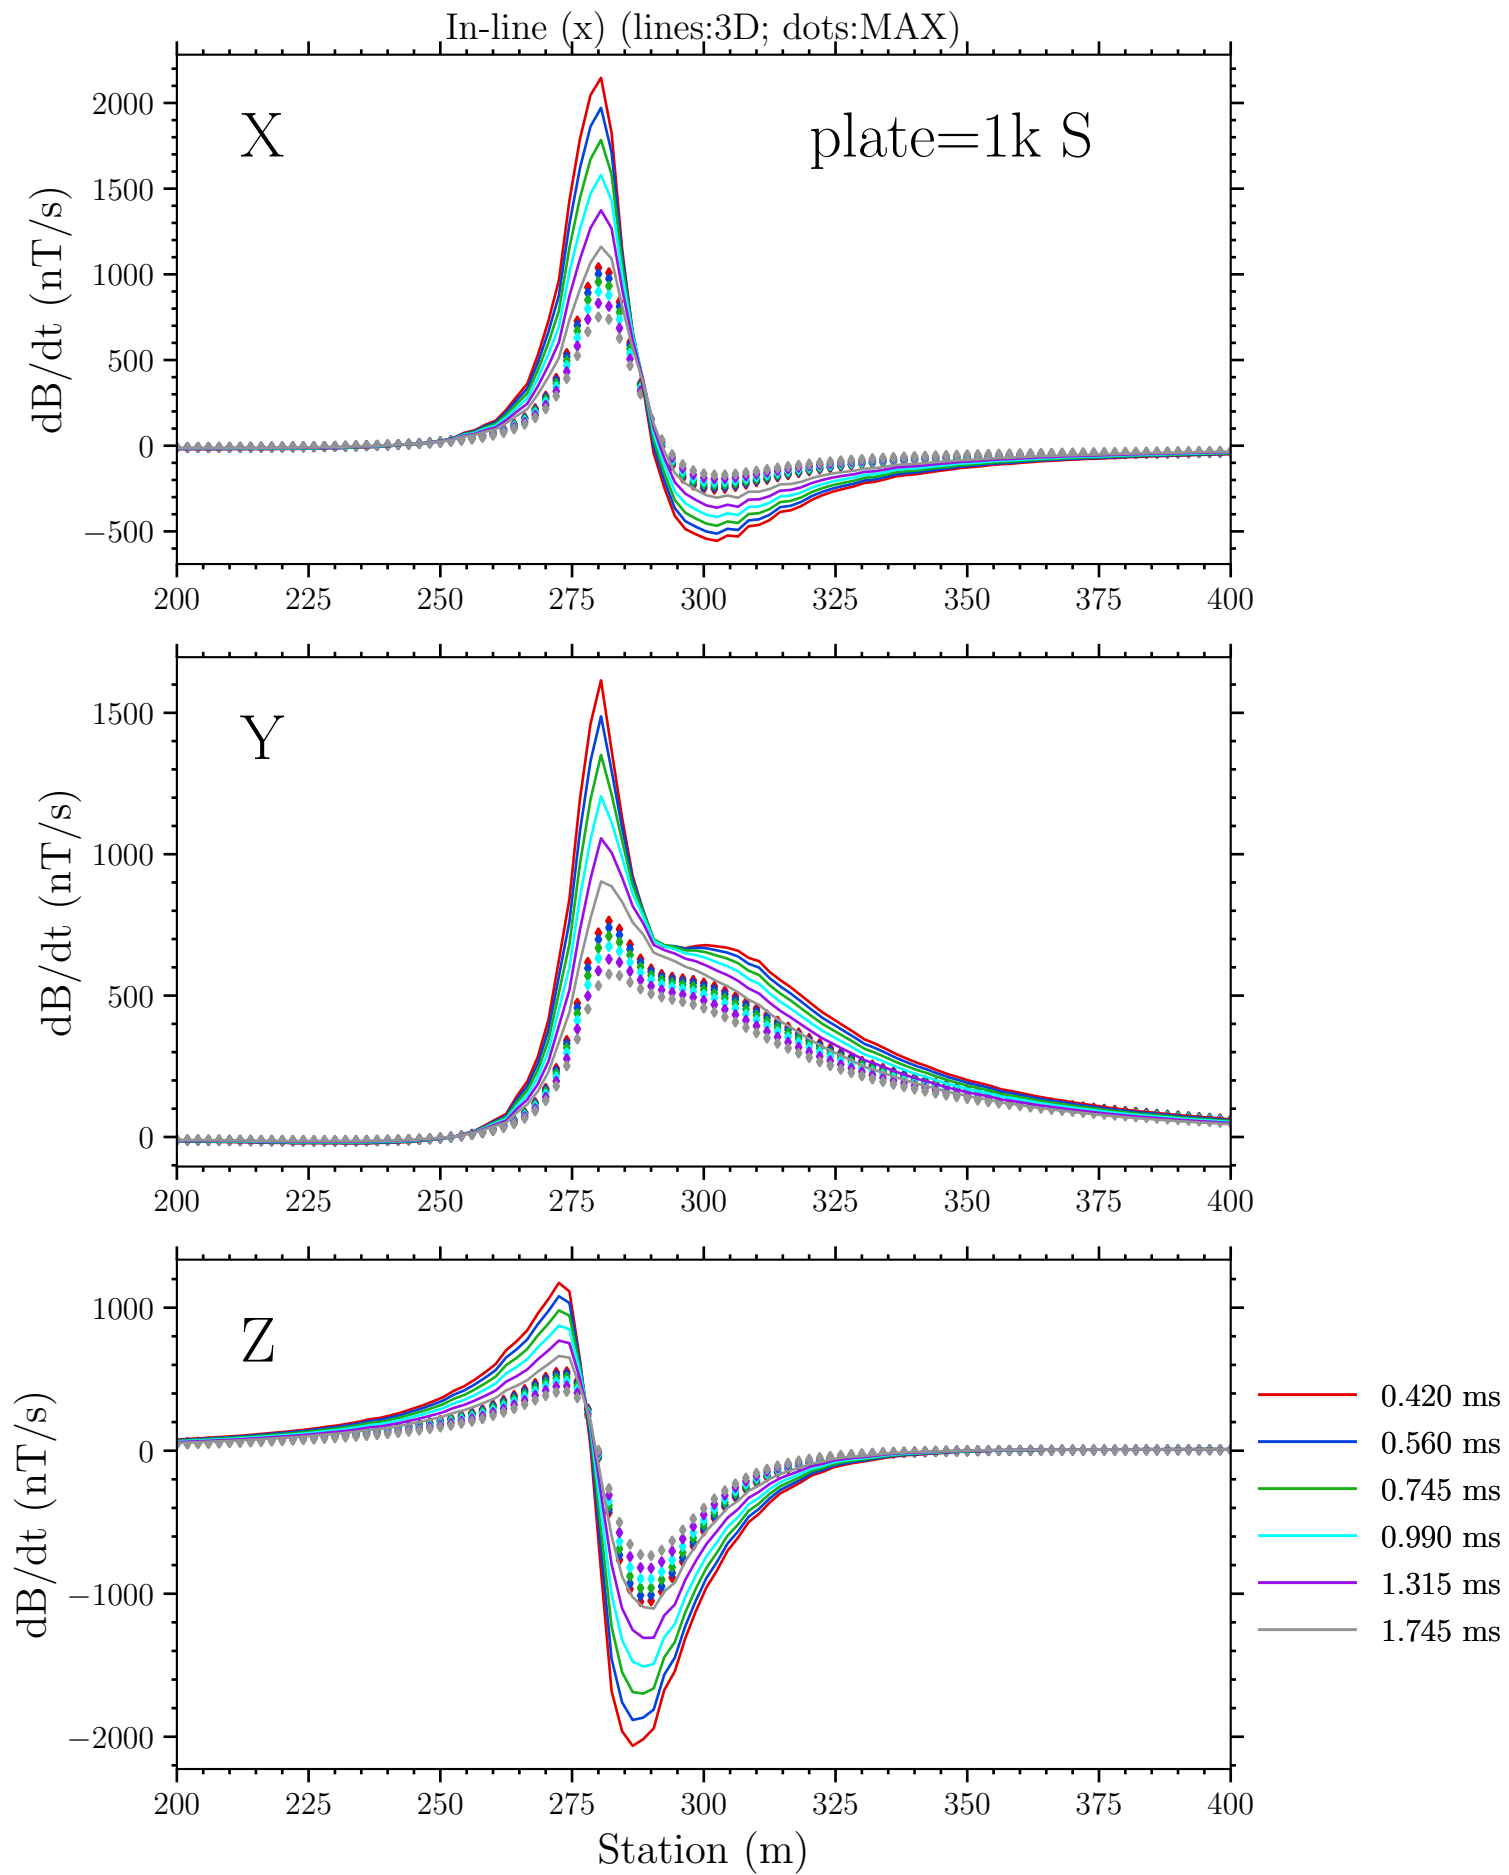 In-line (x) (lines:3D; dots:MAX)
X
plate=1k S
dB/dt (nT/s)
2000
1500
1000
500
0
−500
200 225 250 275 300 325 350 375 400
Y
dB/dt (nT/s)
1500
1000
500
0
200 225 250 275 300 325 350 375 400
Z
dB/dt (nT/s)
1000
0
−1000
−2000
200 225 250 275 300 325 350 375 400
Station (m)
0.420 ms
0.560 ms
0.745 ms
0.990 ms
1.315 ms
1.745 ms